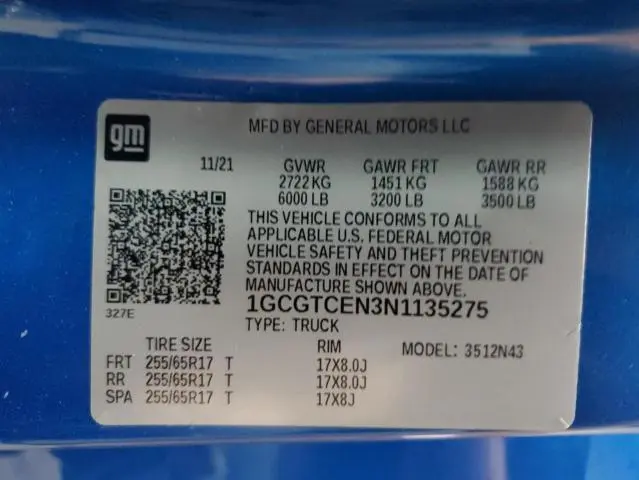 gm
MFD BY GENERAL MOTORS LLC
11/21 GVWR GAWR FRT GAWR RR
2722 KG 1451 KG 1588 KG
6000 LB 3200 LB 3500 LB
THIS VEHICLE CONFORMS TO ALL
APPLICABLE U.S. FEDERAL MOTOR
VEHICLE SAFETY AND THEFT PREVENTION
STANDARDS IN EFFECT ON THE DATE OF
MANUFACTURE SHOWN ABOVE.
327E
1GCGTCEN3N1135275
TYPE: TRUCK
TIRE SIZE RIM MODEL: 3512N43
FRT 255/65R17 T 17X8.0J
RR 255/65R17 T 17X8.0J
SPA 255/65R17 T 17X8J